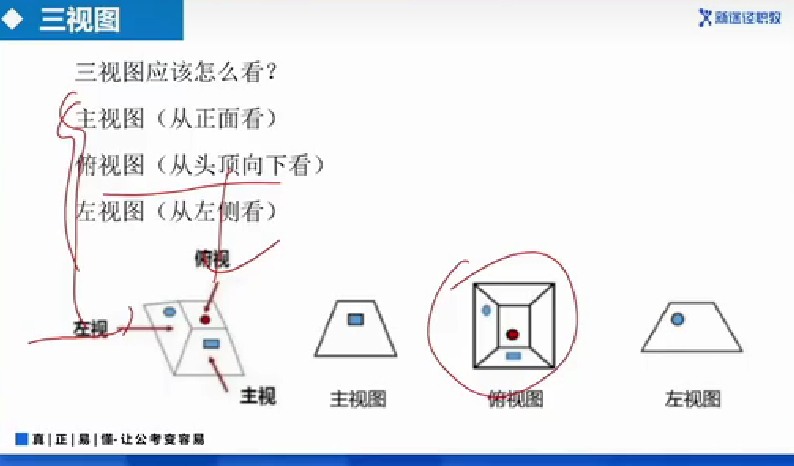 三视图
新途径职教
三视图应该怎么看？
主视图（从正面看）
俯视图（从头顶向下看）
左视图（从左侧看）
俯视
左视
主视
主视图
俯视图
左视图
真|正|易|懂·让公考变容易